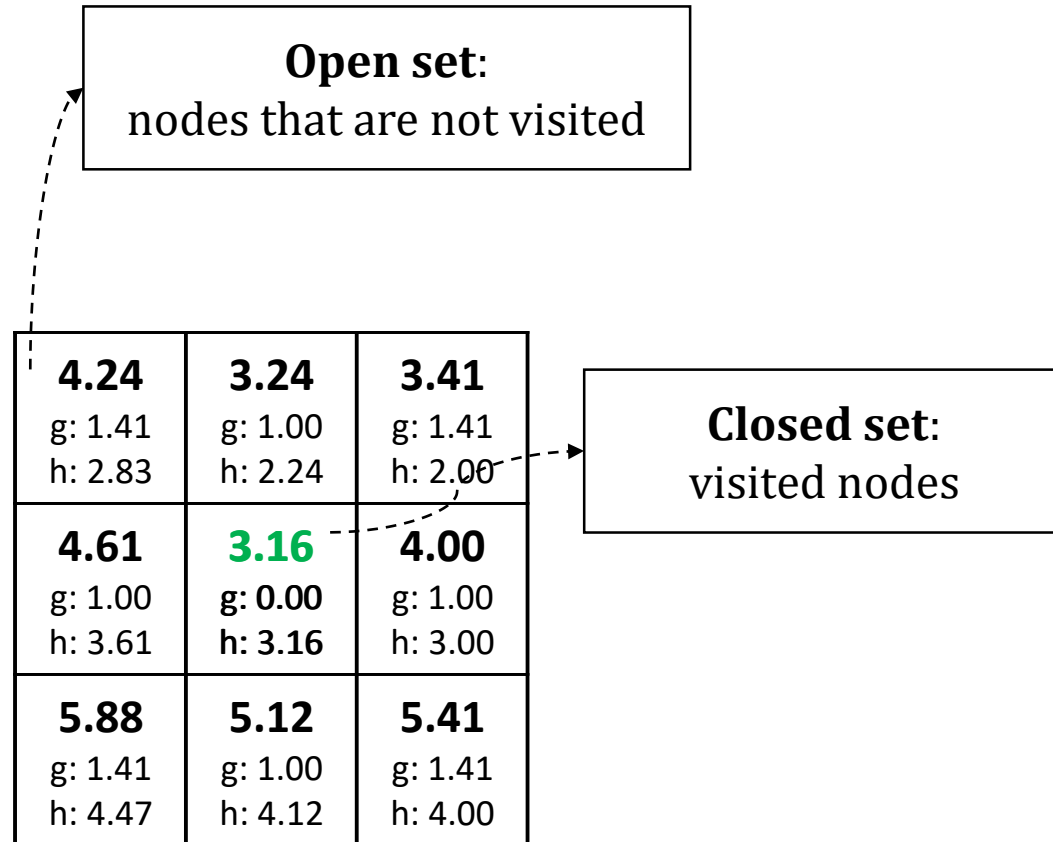 Open set:
nodes that are not visited
4.24 3.24 3.41
g: 1.41 g: 1.00 g: 1.41
h: 2.83 h: 2.24 h: 2.00
Closed set:
visited nodes
4.61 3.16 4.00
g: 1.00 g: 0.00 g: 1.00
h: 3.61 h: 3.16 h: 3.00
5.88 5.12 5.41
g: 1.41 g: 1.00 g: 1.41
h: 4.47 h: 4.12 h: 4.00